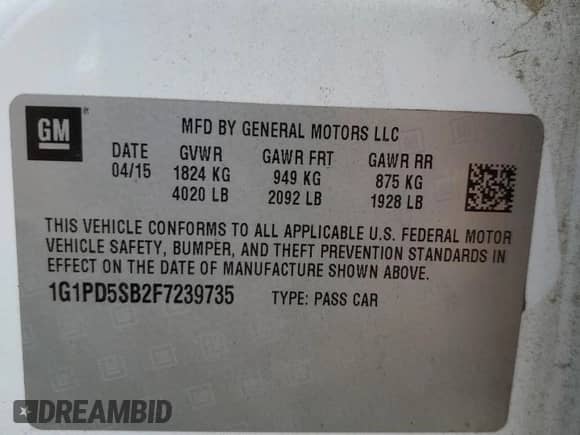 GM ®
MFD BY GENERAL MOTORS LLC
DATE GVWR GAWR FRT GAWR RR
04/15 1824 KG 949 KG 875 KG
4020 LB 2092 LB 1928 LB
THIS VEHICLE CONFORMS TO ALL APPLICABLE U.S. FEDERAL MOTOR
VEHICLE SAFETY, BUMPER, AND THEFT PREVENTION STANDARDS IN
EFFECT ON THE DATE OF MANUFACTURE SHOWN ABOVE.
1G1PD5SB2F7239735 TYPE: PASS CAR
DREAMBID